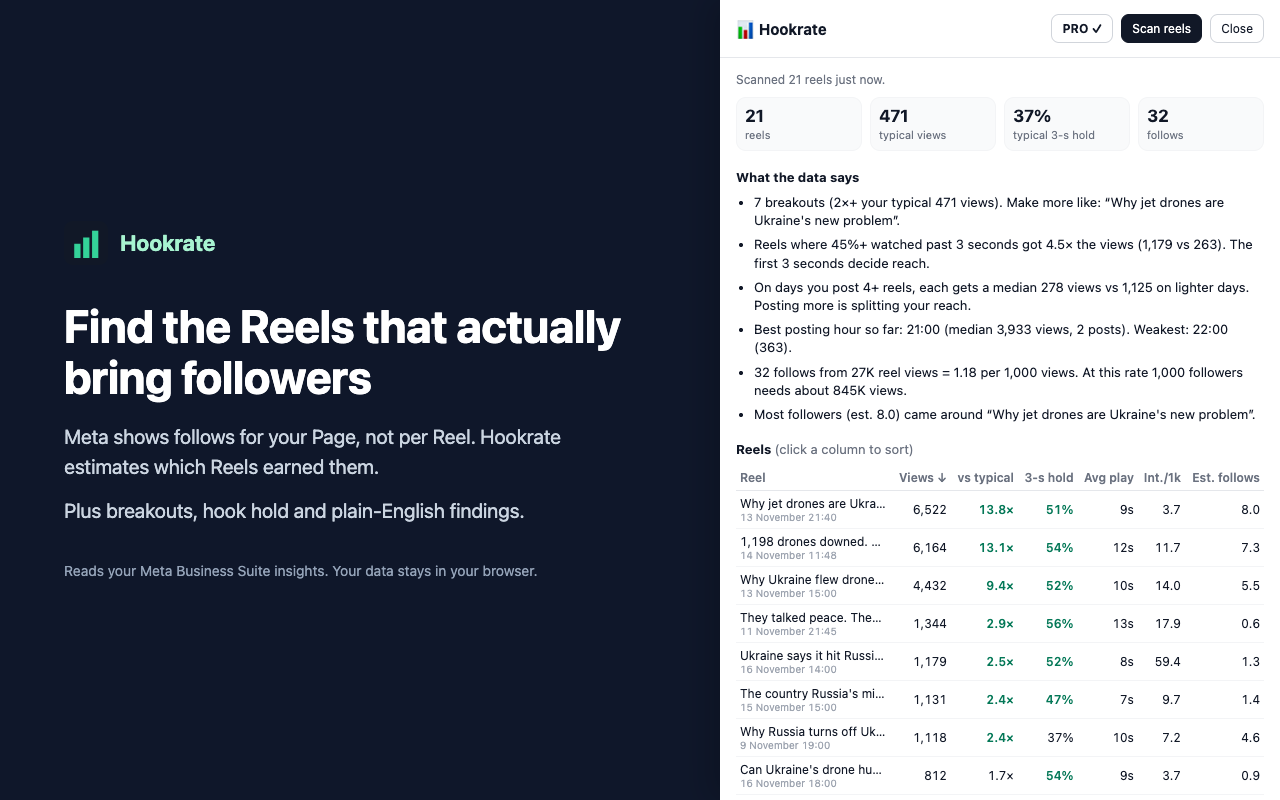 Hookrate
Find the Reels that actually
bring followers
Meta shows follows for your Page, not per Reel. Hookrate
estimates which Reels earned them.
Plus breakouts, hook hold and plain-English findings.
Reads your Meta Business Suite insights. Your data stays in your browser.
Hookrate
PRO ✓
Scan reels
Close
Scanned 21 reels just now.
21
reels
471
typical views
37%
typical 3-s hold
32
follows
What the data says
• 7 breakouts (2×+ your typical 471 views). Make more like: “Why jet drones are
Ukraine's new problem”.
• Reels where 45%+ watched past 3 seconds got 4.5× the views (1,179 vs 263). The
first 3 seconds decide reach.
• On days you post 4+ reels, each gets a median 278 views vs 1,125 on lighter days.
Posting more is splitting your reach.
• Best posting hour so far: 21:00 (median 3,933 views, 2 posts). Weakest: 22:00
(363).
• 32 follows from 27K reel views = 1.18 per 1,000 views. At this rate 1,000 followers
needs about 845K views.
• Most followers (est. 8.0) came around “Why jet drones are Ukraine's new problem”.
Reels (click a column to sort)
Reel Views ↓ vs typical 3-s hold Avg play Int./1k Est. follows
Why jet drones are Ukra... 6,522 13.8× 51% 9s 3.7 8.0
13 November 21:40
1,198 drones downed. ... 6,164 13.1× 54% 12s 11.7 7.3
14 November 11:48
Why Ukraine flew drone... 4,432 9.4× 52% 10s 14.0 5.5
13 November 15:00
They talked peace. The... 1,344 2.9× 56% 13s 17.9 0.6
11 November 21:45
Ukraine says it hit Russi... 1,179 2.5× 52% 8s 59.4 1.3
16 November 14:00
The country Russia's mi... 1,131 2.4× 47% 7s 9.7 1.4
15 November 15:00
Why Russia turns off Uk... 1,118 2.4× 37% 10s 7.2 4.6
9 November 19:00
Can Ukraine's drone hu... 812 1.7× 54% 9s 3.7 0.9
16 November 18:00